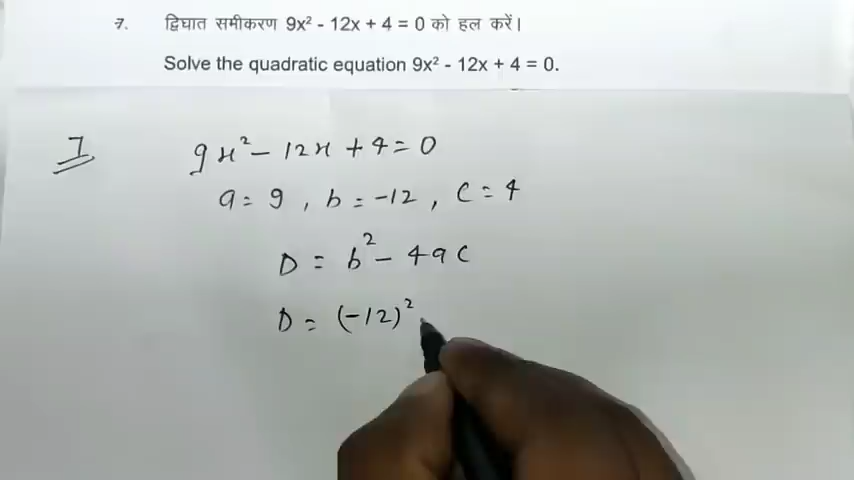 7. द्विघात समीकरण 9x² - 12x + 4 = 0 को हल करें।
Solve the quadratic equation 9x² - 12x + 4 = 0.
7 9x² - 12x + 4 = 0
a = 9 , b = -12 , c = 4
D = b² - 4ac
D = (-12)²